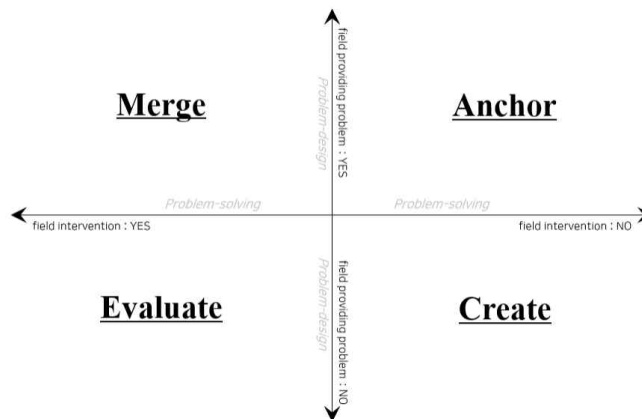 field providing problem : YES
Problem-design
Merge
Anchor
Problem-solving
Problem-solving
field intervention : YES
field intervention : NO
field providing problem : NO
Problem-design
Evaluate
Create